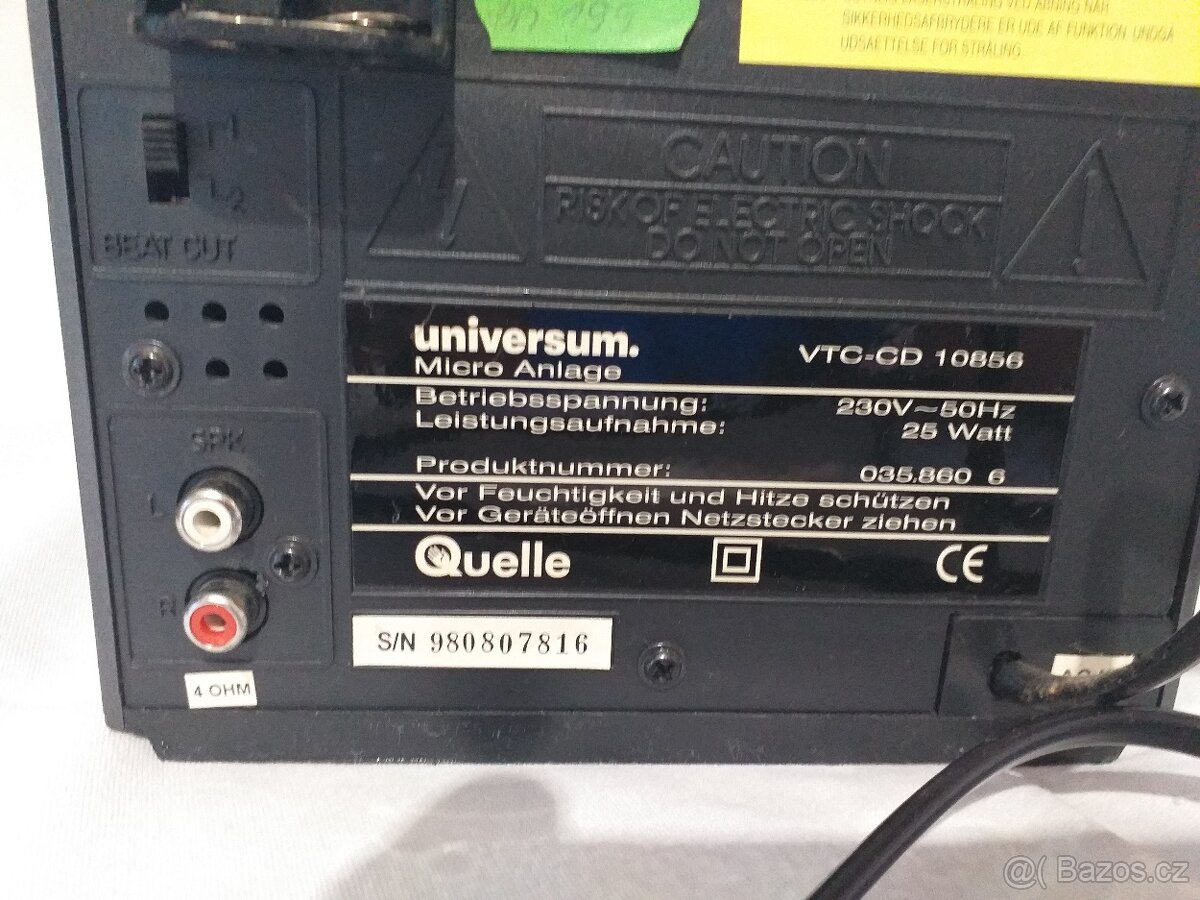 SIKKERHEDSAFBRYDERE ER UDE AF FUNKTION UNDGÅ
UDSAETTELSE FOR STRÅLING
1
2
BEAT CUT
CAUTION
RISK OF ELECTRIC SHOCK
DO NOT OPEN
universum.
Micro Anlage
VTC-CD 10856
Betriebsspannung: 230V~50Hz
Leistungsaufnahme: 25 Watt
Produktnummer: 035.860 6
Vor Feuchtigkeit und Hitze schützen
Vor Geräteöffnen Netzstecker ziehen
Quelle
CE
SPK
L
R
4 OHM
S/N 980807816
Bazos.cz